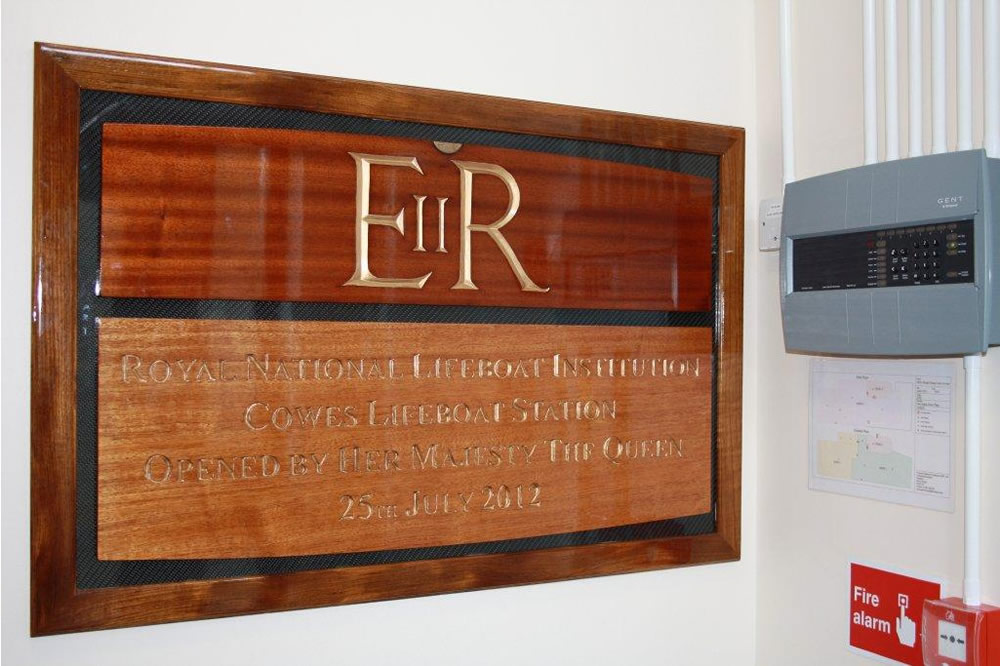 EIIR
ROYAL NATIONAL LIFEBOAT INSTITUTION
COWES LIFEBOAT STATION
OPENED BY HER MAJESTY THE QUEEN
25TH JULY 2012
GENT
Fire
alarm